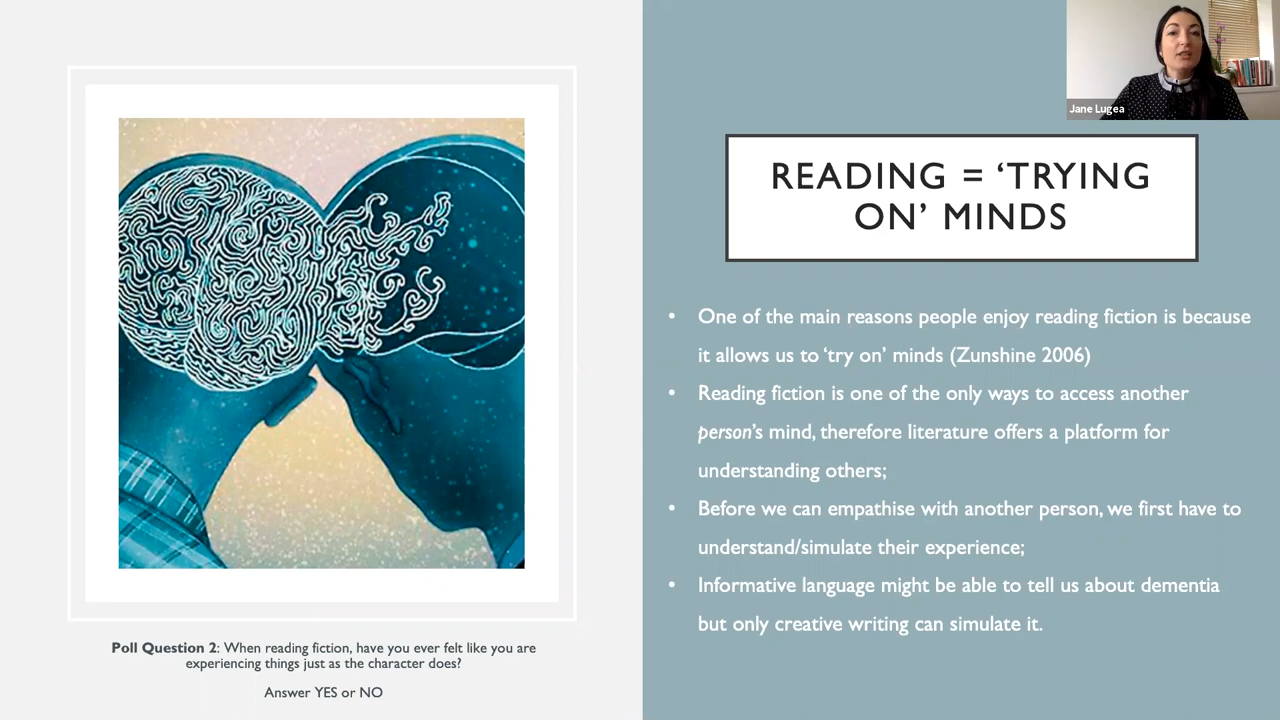 Jane Lugea
READING = ‘TRYING
ON’ MINDS
• One of the main reasons people enjoy reading fiction is because
it allows us to ‘try on’ minds (Zunshine 2006)
• Reading fiction is one of the only ways to access another
person’s mind, therefore literature offers a platform for
understanding others;
• Before we can empathise with another person, we first have to
understand/simulate their experience;
• Informative language might be able to tell us about dementia
but only creative writing can simulate it.
Poll Question 2: When reading fiction, have you ever felt like you are
experiencing things just as the character does?
Answer YES or NO